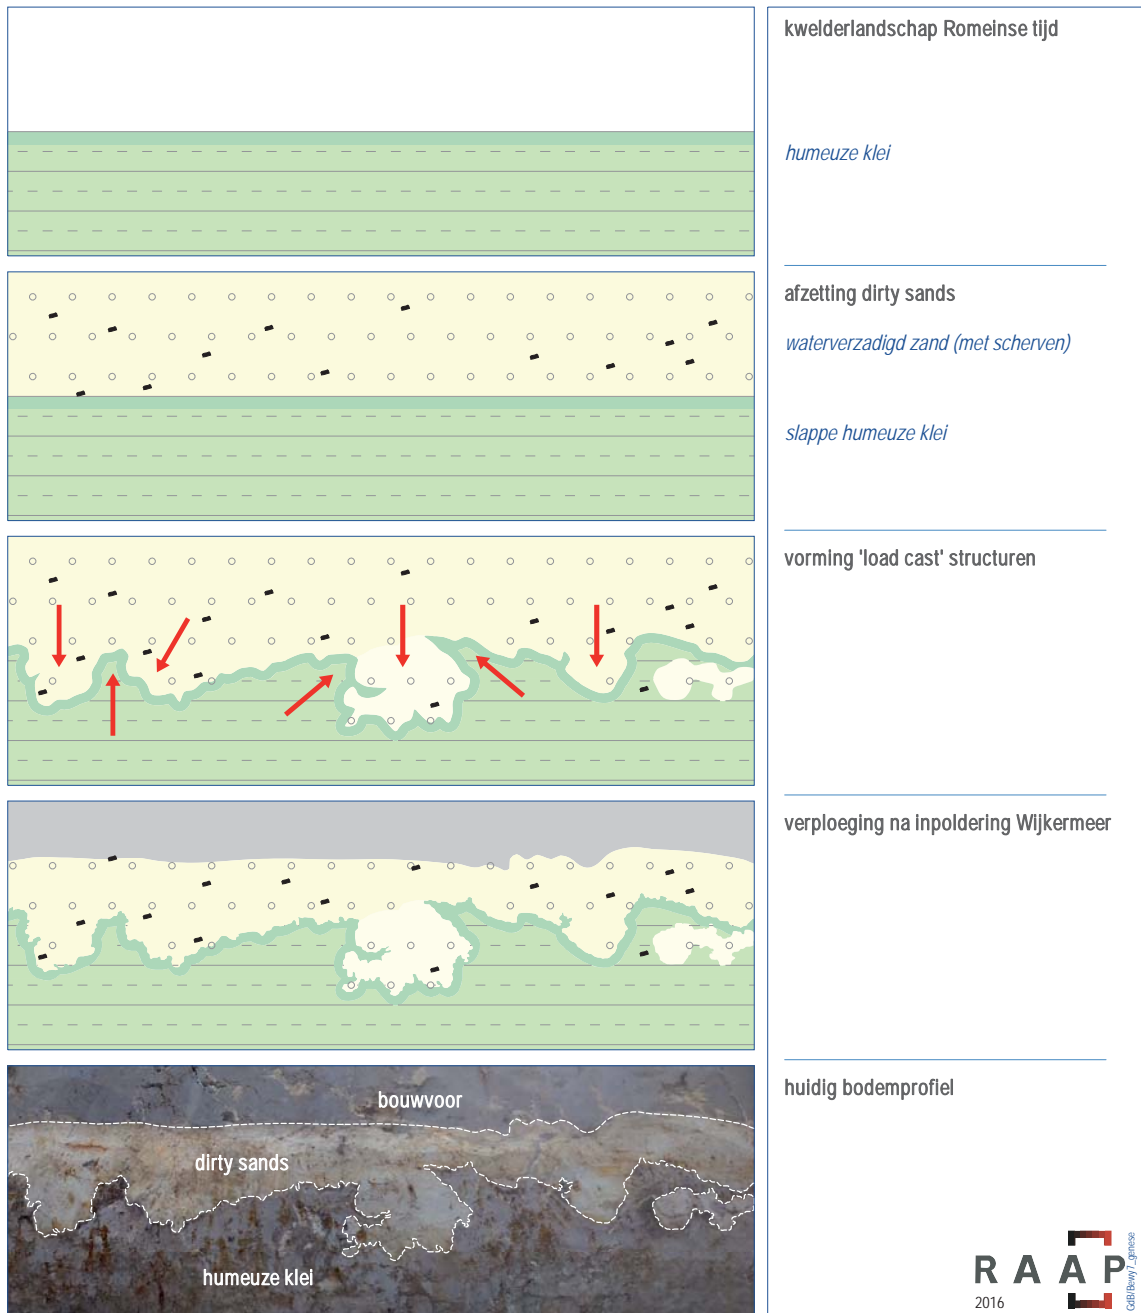 kwelderlandschap Romeinse tijd
humeuze klei
afzetting dirty sands
waterverzadigd zand (met scherven)
slappe humeuze klei
vorming 'load cast' structuren
verploeging na inpoldering Wijkermeer
huidig bodemprofiel
bouwvoor
dirty sands
humeuze klei
RAAP
2016